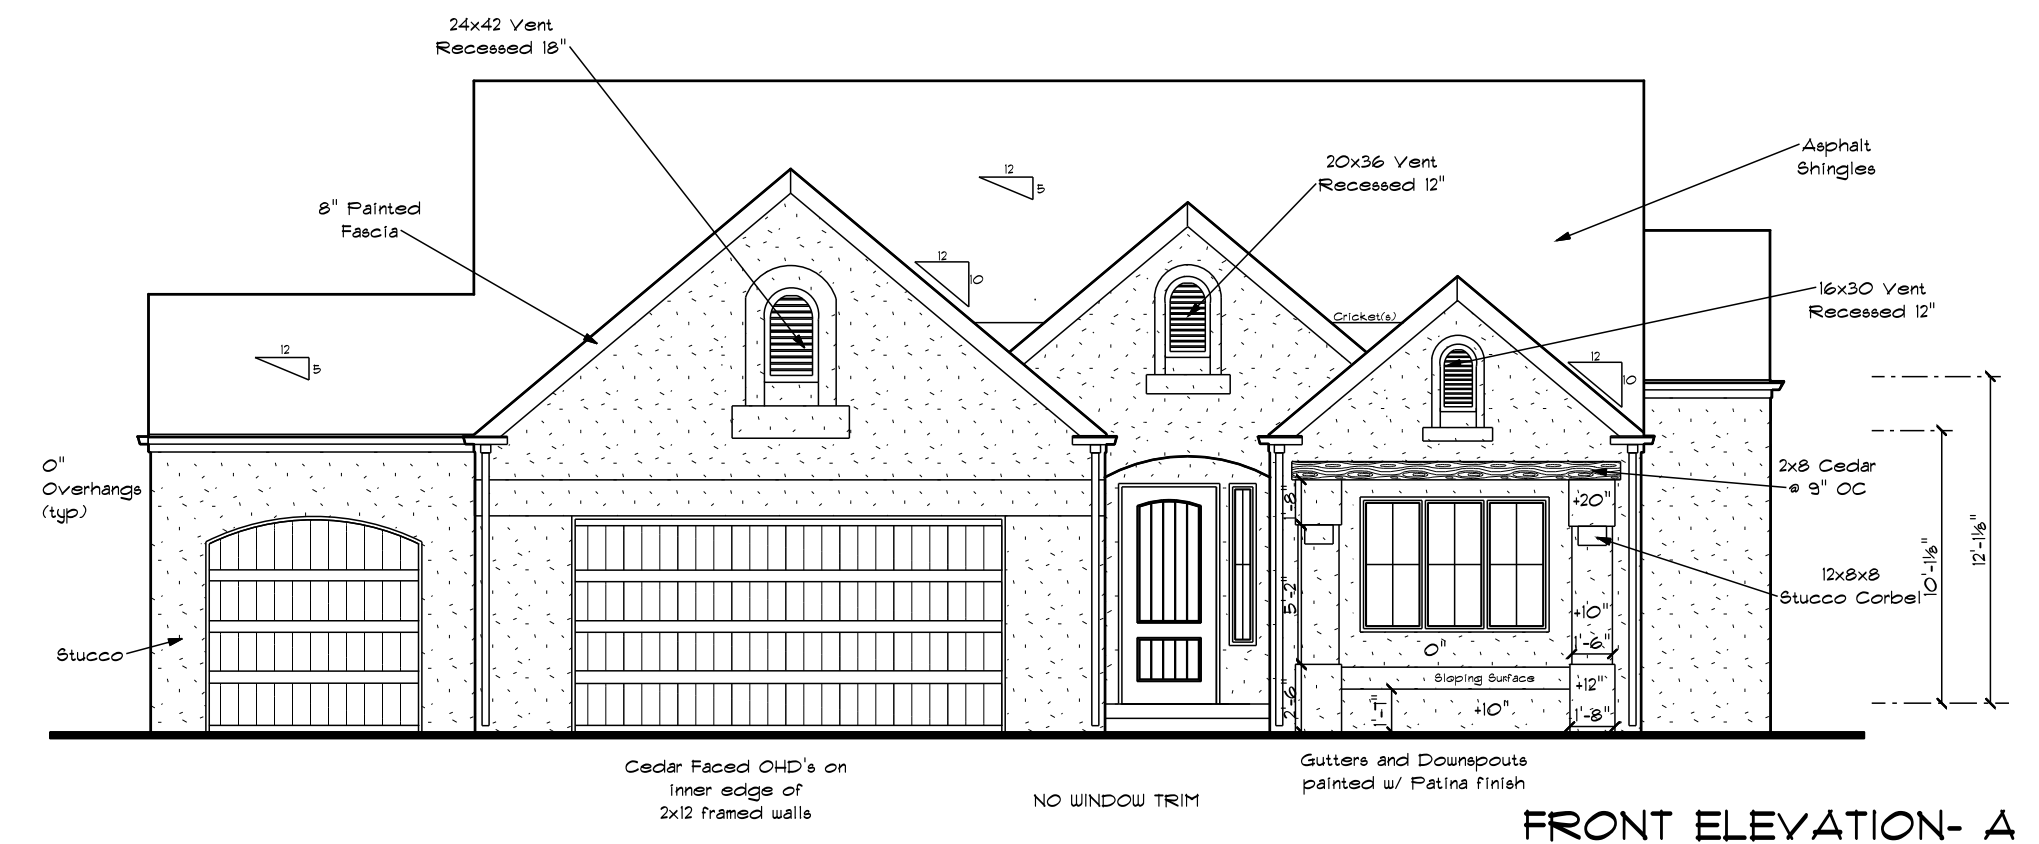 24x42 Vent
Recessed 18"
Asphalt
Shingles
20x36 Vent
Recessed 12"
12
5
8" Painted
Fascia
12
10
16x30 Vent
Recessed 12"
Cricket(s)
12
5
12
10
0"
Overhangs
(typ)
2x8 Cedar
@ 9" OC
1'-8"
+20"
12'-1⅛"
10'-1⅛"
12x8x8
Stucco Corbel
5'-2"
+10"
1'-6"
0"
Stucco
Sloping Surface
+12"
2'-6"
1'-1"
+10"
1'-8"
Cedar Faced OHD's on
inner edge of
2x12 framed walls
NO WINDOW TRIM
Gutters and Downspouts
painted w/ Patina finish
FRONT ELEVATION- A